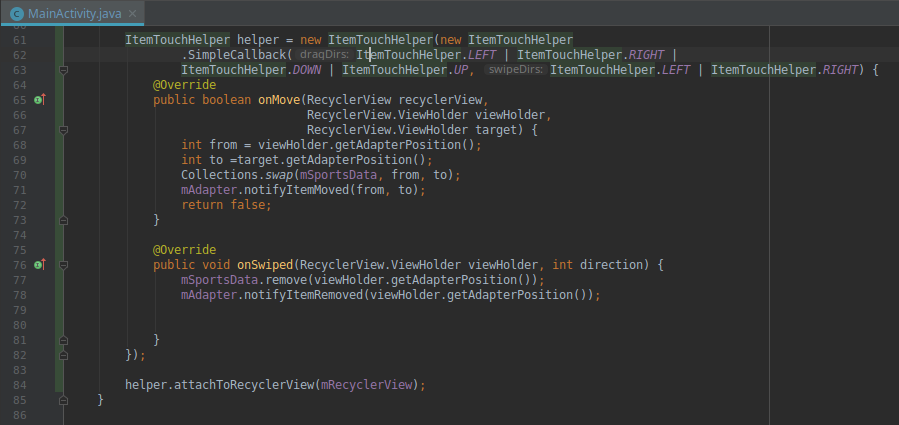 MainActivity.java
60
61 ItemTouchHelper helper = new ItemTouchHelper(new ItemTouchHelper
62 .SimpleCallback( dragDirs: ItemTouchHelper.LEFT | ItemTouchHelper.RIGHT |
63 ItemTouchHelper.DOWN | ItemTouchHelper.UP, swipeDirs: ItemTouchHelper.LEFT | ItemTouchHelper.RIGHT) {
64 @Override
65 public boolean onMove(RecyclerView recyclerView,
66 RecyclerView.ViewHolder viewHolder,
67 RecyclerView.ViewHolder target) {
68 int from = viewHolder.getAdapterPosition();
69 int to =target.getAdapterPosition();
70 Collections.swap(mSportsData, from, to);
71 mAdapter.notifyItemMoved(from, to);
72 return false;
73 }
74
75 @Override
76 public void onSwiped(RecyclerView.ViewHolder viewHolder, int direction) {
77 mSportsData.remove(viewHolder.getAdapterPosition());
78 mAdapter.notifyItemRemoved(viewHolder.getAdapterPosition());
79
80
81 }
82 });
83
84 helper.attachToRecyclerView(mRecyclerView);
85 }
86